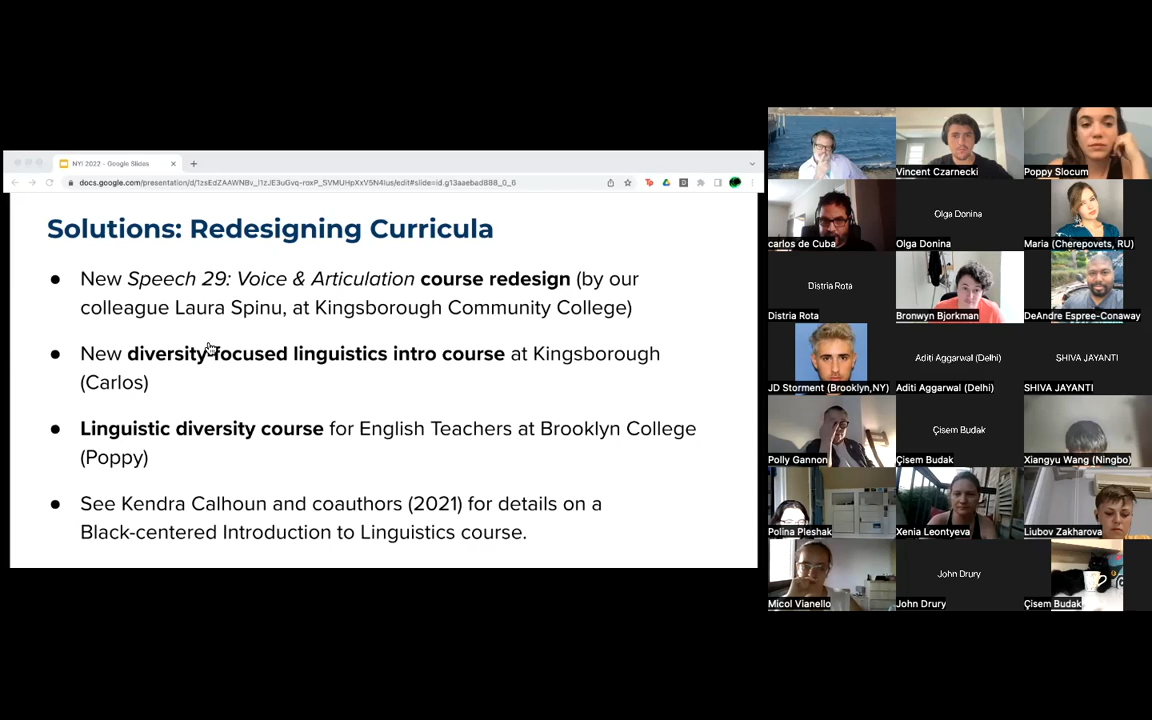 NYI 2022 - Google Slides
Solutions: Redesigning Curricula
● New Speech 29: Voice & Articulation course redesign (by our
colleague Laura Spinu, at Kingsborough Community College)
● New diversity-focused linguistics intro course at Kingsborough
(Carlos)
● Linguistic diversity course for English Teachers at Brooklyn College
(Poppy)
● See Kendra Calhoun and coauthors (2021) for details on a
Black-centered Introduction to Linguistics course.
Vincent Czarnecki
Poppy Slocum
carlos de Cuba
Olga Donina
Olga Donina
Maria (Cherepovets, RU)
Distria Rota
Distria Rota
Bronwyn Bjorkman
DeAndre Espree-Conaway
JD Storment (Brooklyn,NY)
Aditi Aggarwal (Delhi)
Aditi Aggarwal (Delhi)
SHIVA JAYANTI
SHIVA JAYANTI
Polly Gannon
Çisem Budak
Çisem Budak
Xiangyu Wang (Ningbo)
Polina Pleshak
Xenia Leontyeva
Liubov Zakharova
Micol Vianello
John Drury
John Drury
Çisem Budak